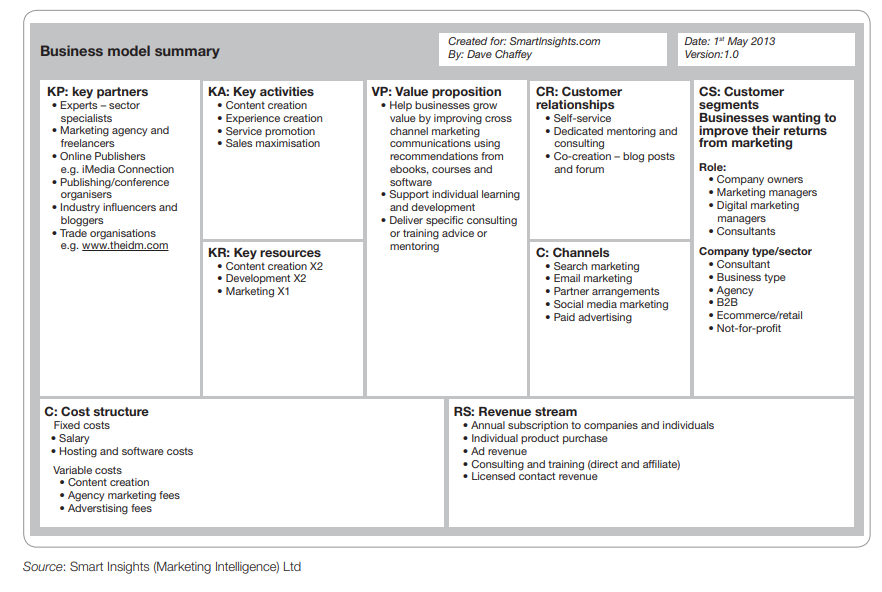 Business model summary
Created for: SmartInsights.com
By: Dave Chaffey
Date: 1st May 2013
Version:1.0
KP: key partners
• Experts – sector
specialists
• Marketing agency and
freelancers
• Online Publishers
e.g. iMedia Connection
• Publishing/conference
organisers
• Industry influencers and
bloggers
• Trade organisations
e.g. www.theidm.com
KA: Key activities
• Content creation
• Experience creation
• Service promotion
• Sales maximisation
KR: Key resources
• Content creation X2
• Development X2
• Marketing X1
VP: Value proposition
• Help businesses grow
value by improving cross
channel marketing
communications using
recommendations from
ebooks, courses and
software
• Support individual learning
and development
• Deliver specific consulting
or training advice or
mentoring
CR: Customer
relationships
• Self-service
• Dedicated mentoring and
consulting
• Co-creation – blog posts
and forum
C: Channels
• Search marketing
• Email marketing
• Partner arrangements
• Social media marketing
• Paid advertising
CS: Customer
segments
Businesses wanting to
improve their returns
from marketing
Role:
• Company owners
• Marketing managers
• Digital marketing
managers
• Consultants
Company type/sector
• Consultant
• Business type
• Agency
• B2B
• Ecommerce/retail
• Not-for-profit
C: Cost structure
Fixed costs
• Salary
• Hosting and software costs
Variable costs
• Content creation
• Agency marketing fees
• Adverstising fees
RS: Revenue stream
• Annual subscription to companies and individuals
• Individual product purchase
• Ad revenue
• Consulting and training (direct and affiliate)
• Licensed contact revenue
Source: Smart Insights (Marketing Intelligence) Ltd